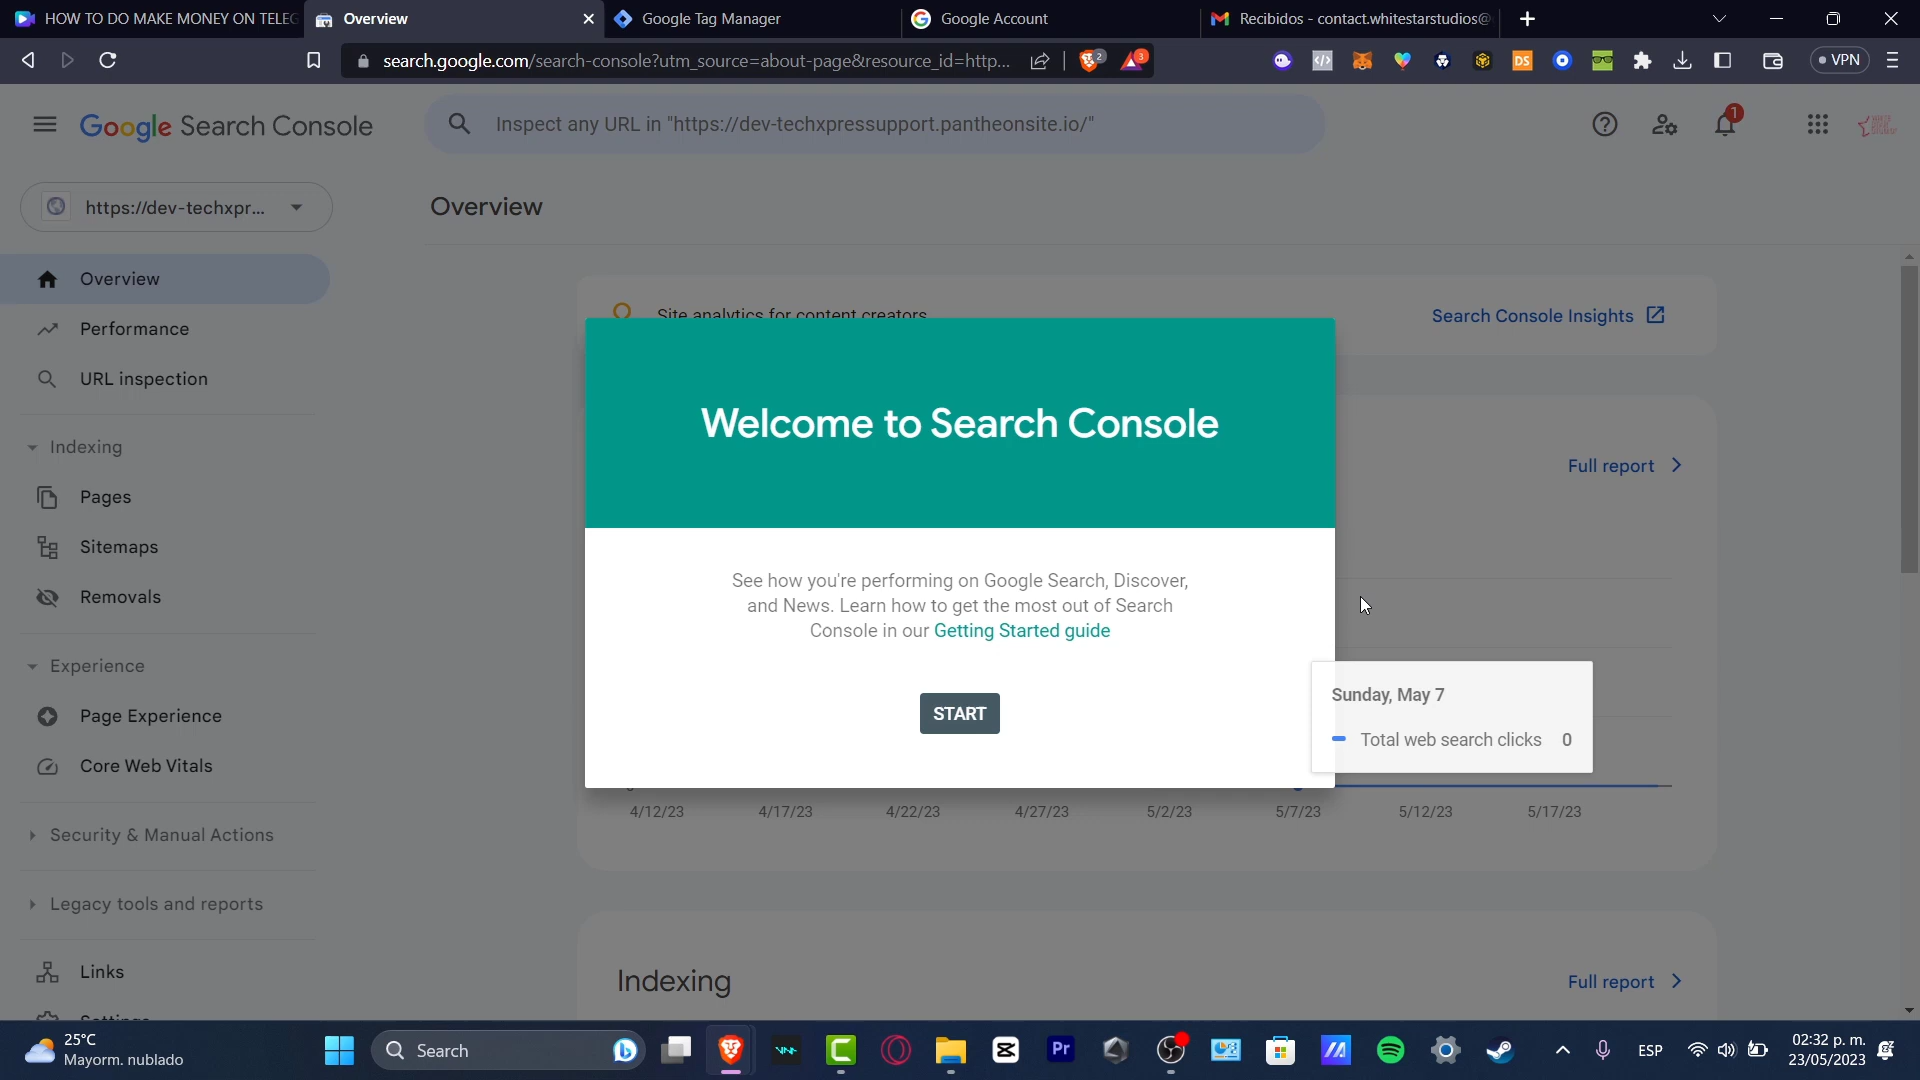 HOW TO DO MAKE MONEY ON TELEG
Overview
Google Tag Manager
Google Account
Recibidos - contact.whitestarstudios@
search.google.com/search-console?utm_source=about-page&resource_id=http...
2
3
DS
VPN
Google Search Console
Inspect any URL in "https://dev-techxpressupport.pantheonsite.io/"
1
https://dev-techxpr...
Overview
Overview
Performance
URL inspection
Indexing
Pages
Sitemaps
Removals
Experience
Page Experience
Core Web Vitals
Security & Manual Actions
Legacy tools and reports
Links
Settings
Site analytics for content creators
Search Console Insights
Full report
Welcome to Search Console
See how you're performing on Google Search, Discover,
and News. Learn how to get the most out of Search
Console in our Getting Started guide
START
Sunday, May 7
Total web search clicks 0
4/12/23
4/17/23
4/22/23
4/27/23
5/2/23
5/7/23
5/12/23
5/17/23
Indexing
Full report
25°C
Mayorm. nublado
Search
Pr
ESP
02:32 p. m.
23/05/2023